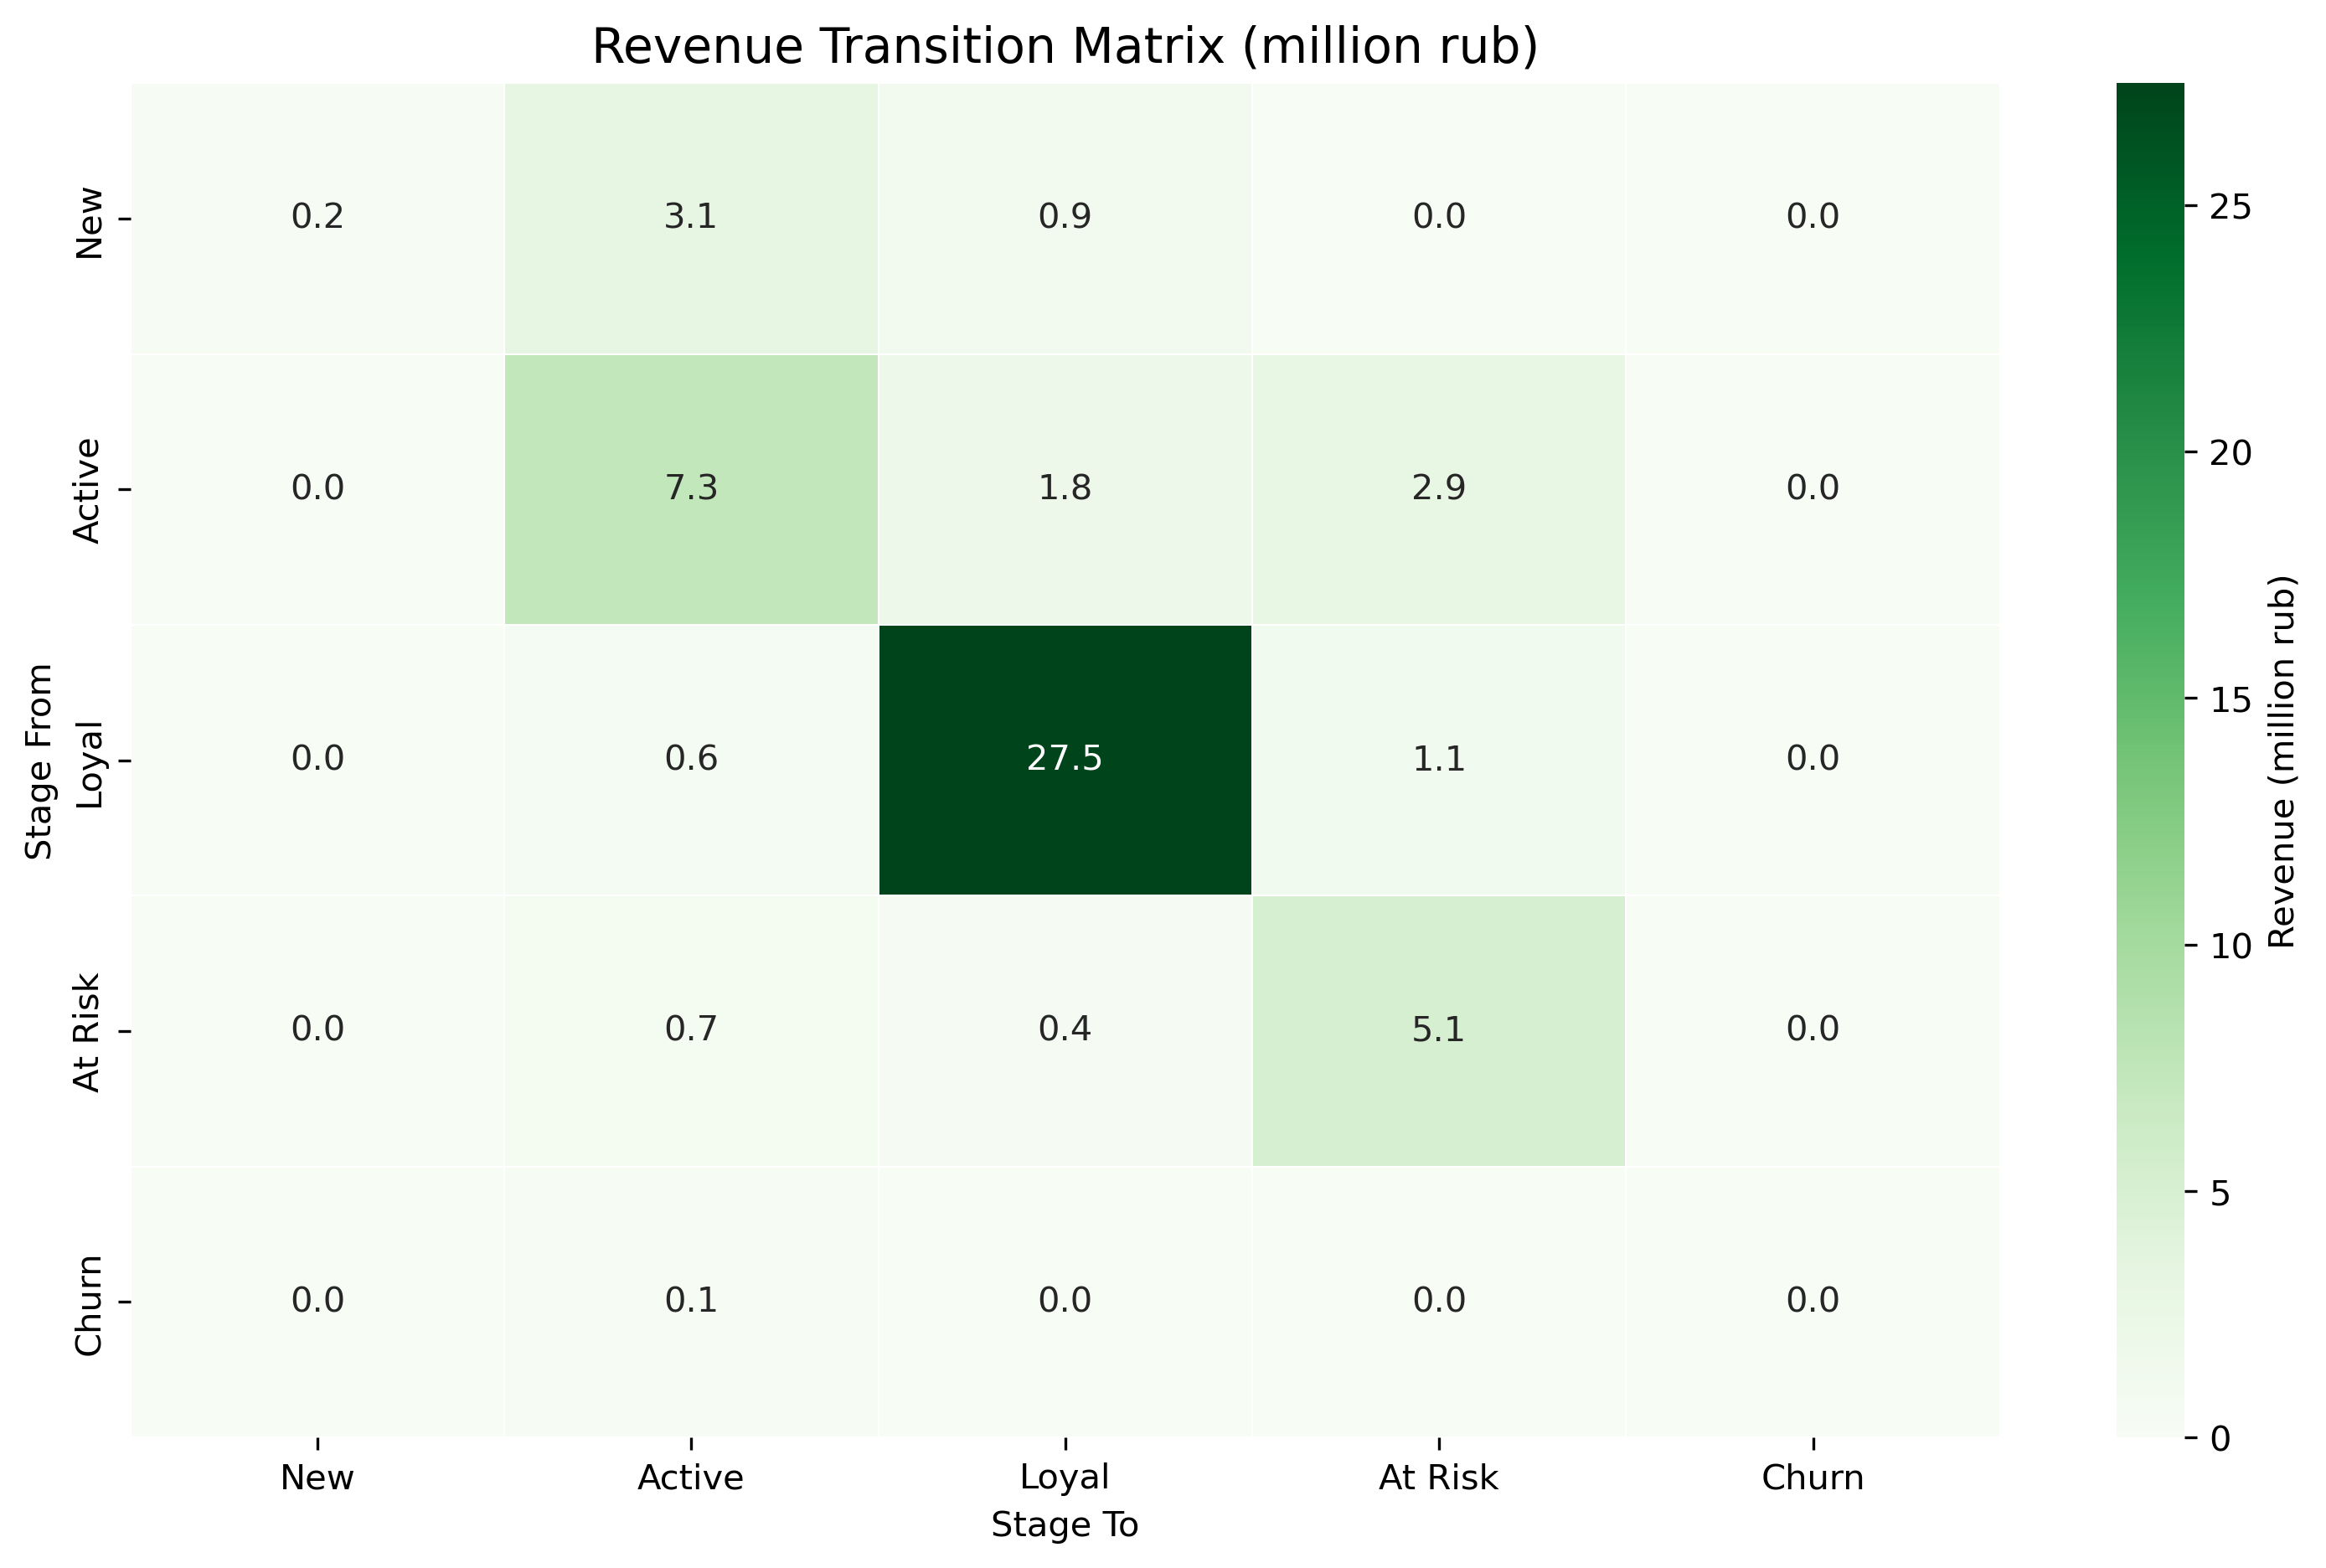 Revenue Transition Matrix (million rub)
New 0.2 3.1 0.9 0.0 0.0
Active 0.0 7.3 1.8 2.9 0.0
Loyal 0.0 0.6 27.5 1.1 0.0
At Risk 0.0 0.7 0.4 5.1 0.0
Churn 0.0 0.1 0.0 0.0 0.0
Stage From
New Active Loyal At Risk Churn
Stage To
25
20
15
10
5
0
Revenue (million rub)